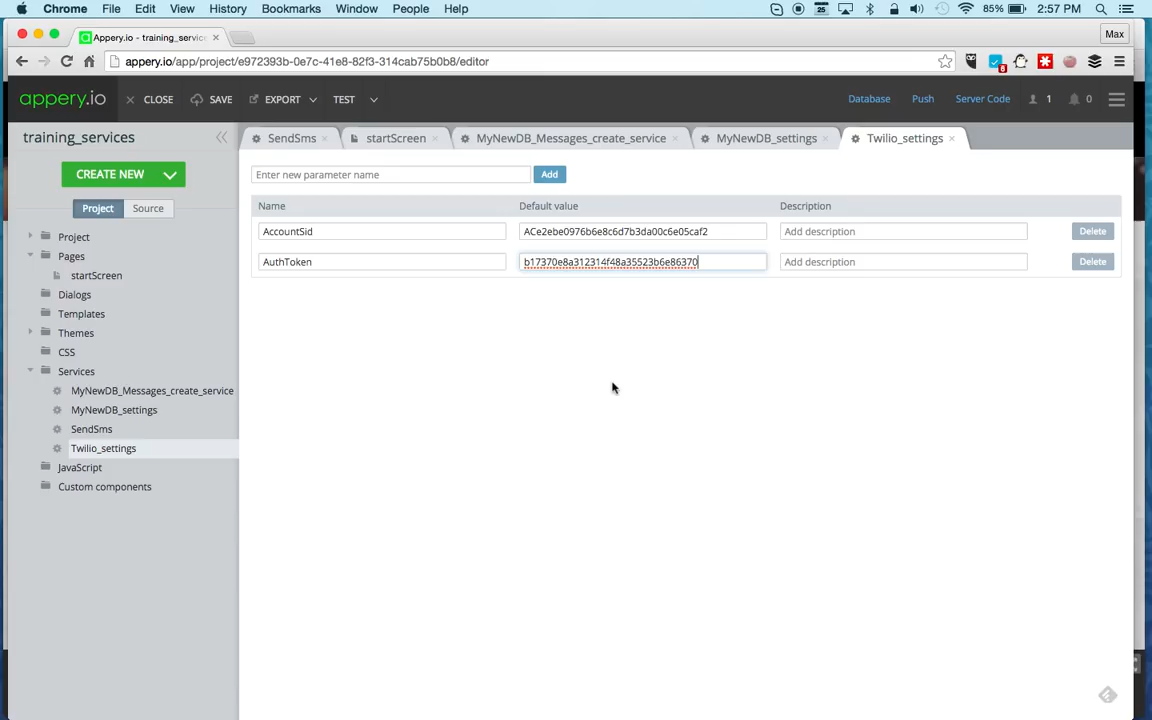 Chrome File Edit View History Bookmarks Window People Help 25 85% 2:57 PM
Appery.io - training_service
Max
appery.io/app/project/e972393b-0e7c-41e8-82f3-314cab75b0b8/editor
8
appery.io CLOSE SAVE EXPORT TEST Database Push Server Code 1 0
training_services
SendSms startScreen MyNewDB_Messages_create_service MyNewDB_settings Twilio_settings
CREATE NEW
Enter new parameter name Add
Project Source
Name Default value Description
AccountSid ACe2ebe0976b6e8c6d7b3da00c6e05caf2 Add description Delete
AuthToken b17370e8a312314f48a35523b6e86370 Add description Delete
Project
Pages
startScreen
Dialogs
Templates
Themes
CSS
Services
MyNewDB_Messages_create_service
MyNewDB_settings
SendSms
Twilio_settings
JavaScript
Custom components